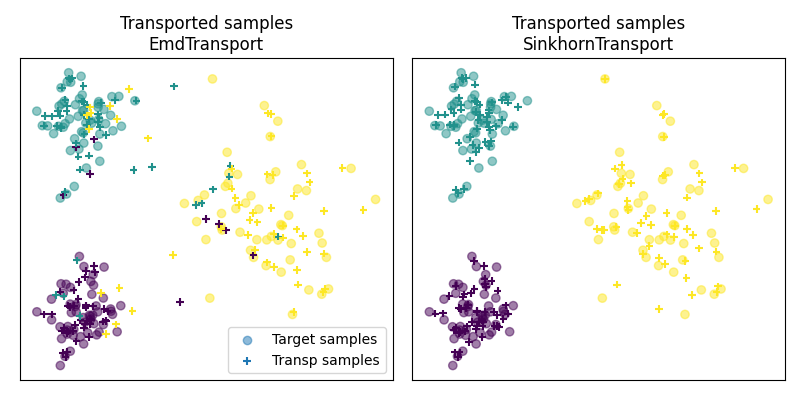 Transported samples
EmdTransport
Transported samples
SinkhornTransport
Target samples
Transp samples